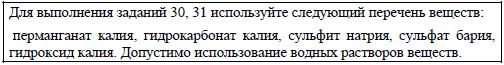 Для выполнения заданий 30, 31 используйте следующий перечень веществ:
перманганат калия, гидрокарбонат калия, сульфит натрия, сульфат бария,
гидроксид калия. Допустимо использование водных растворов веществ.